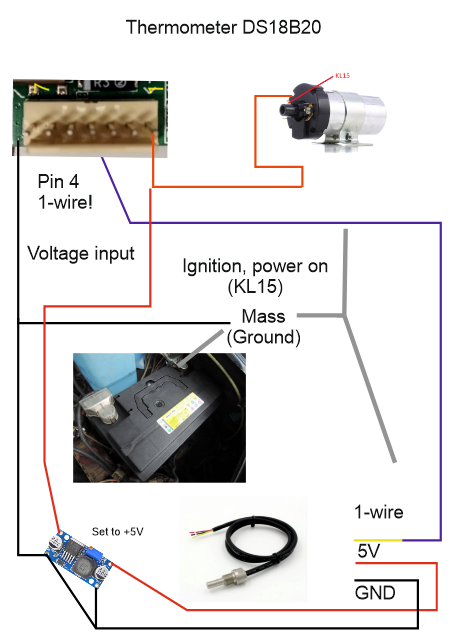 Thermometer DS18B20
KL15
R3
Pin 4
1-wire!
Voltage input
Ignition, power on
(KL15)
Mass
(Ground)
Set to +5V
1-wire
5V
GND